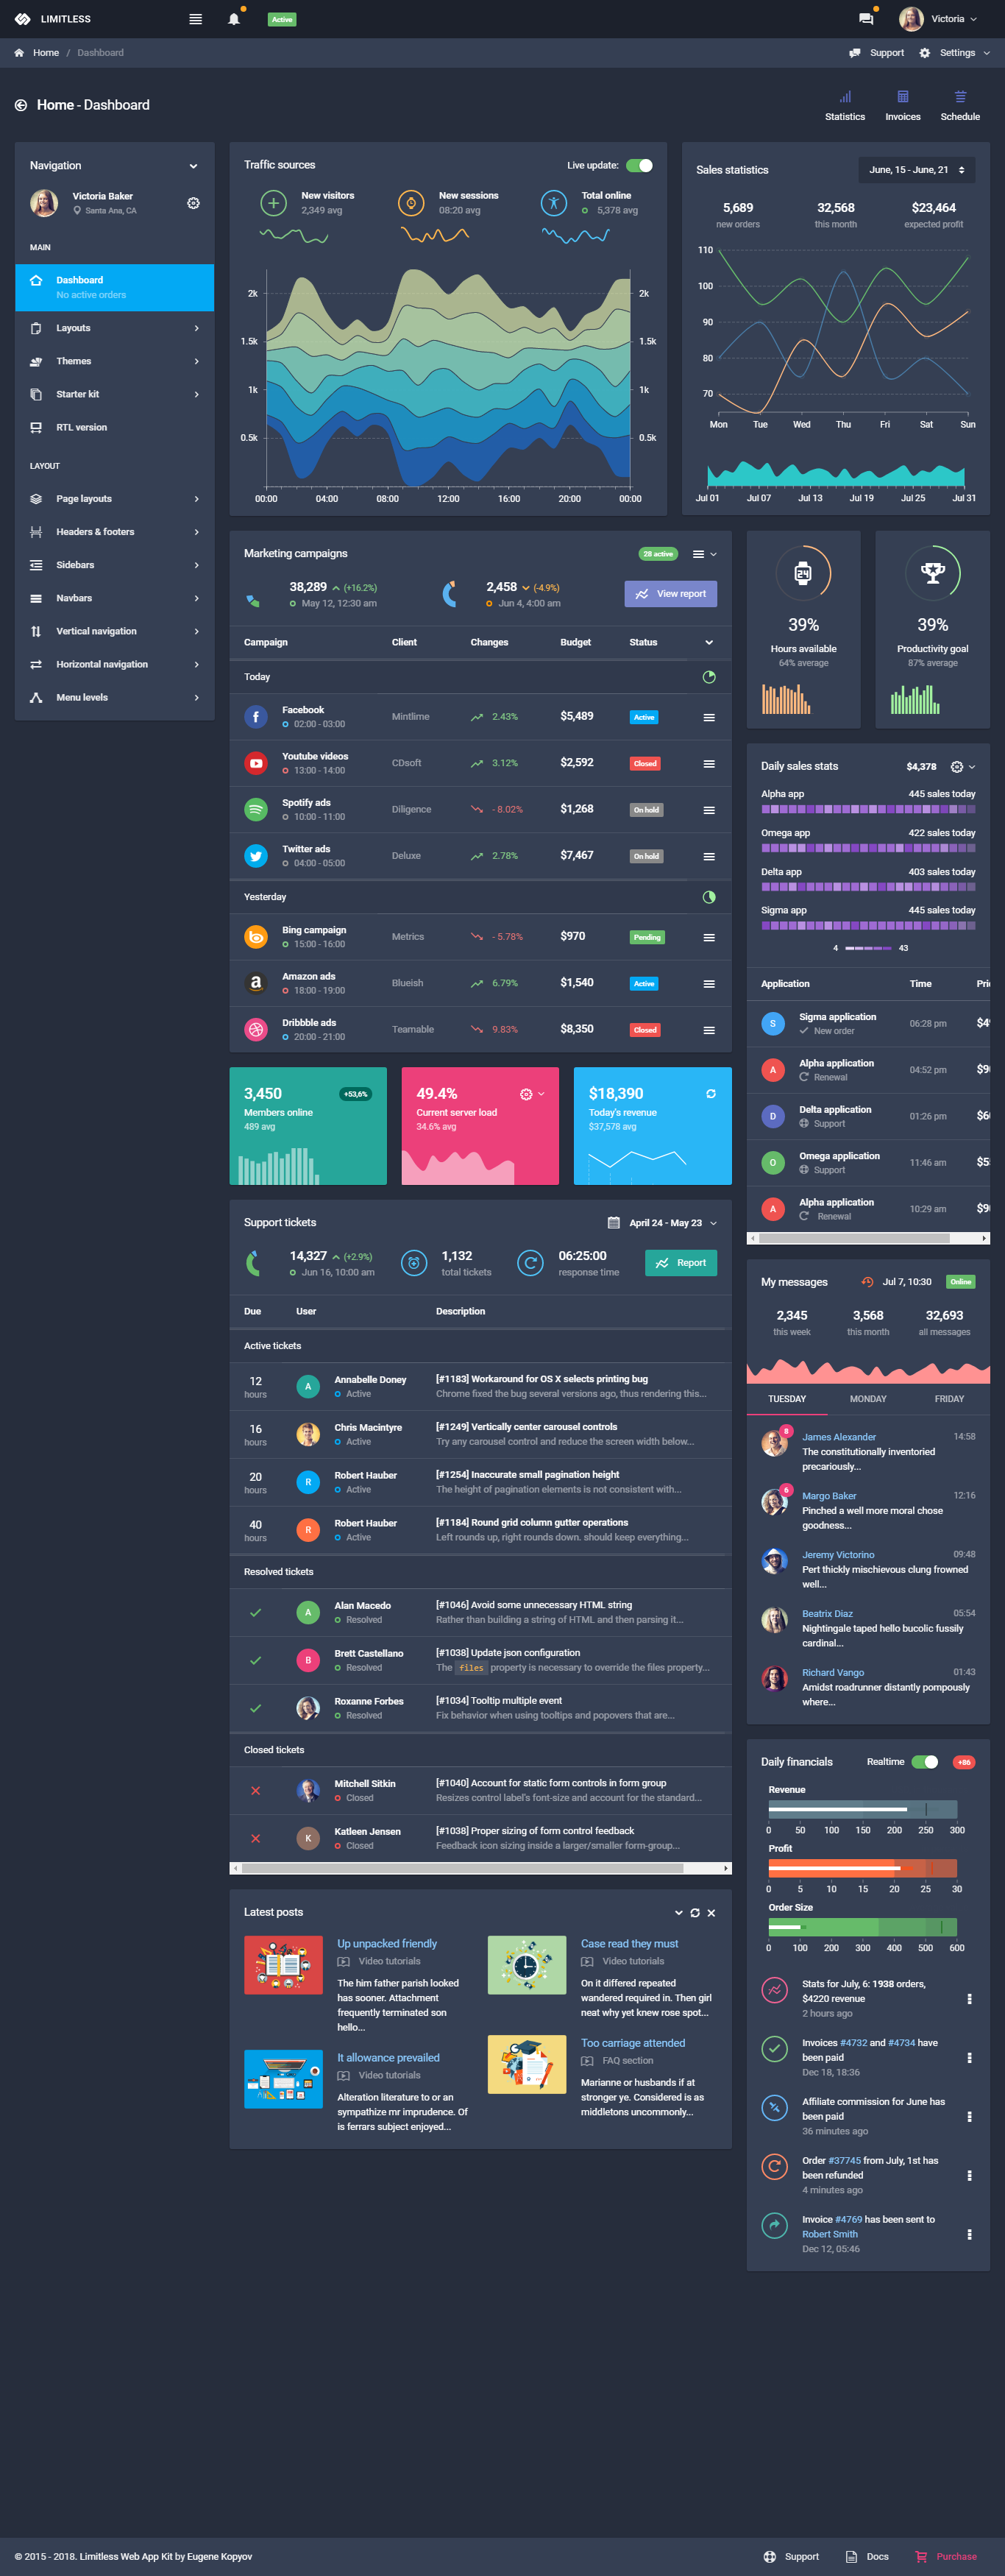 LIMITLESS
Active
Victoria
Home / Dashboard
Support
Settings
Home - Dashboard
Statistics
Invoices
Schedule
Navigation
Victoria Baker
Santa Ana, CA
MAIN
Dashboard
No active orders
Layouts
Themes
Starter kit
RTL version
LAYOUT
Page layouts
Headers & footers
Sidebars
Navbars
Vertical navigation
Horizontal navigation
Menu levels
Traffic sources
Live update:
New visitors
2,349 avg
New sessions
08:20 avg
Total online
5,378 avg
2k 2k
1.5k 1.5k
1k 1k
0.5k 0.5k
00:00 04:00 08:00 12:00 16:00 20:00 00:00
Sales statistics
June, 15 - June, 21
5,689 32,568 $23,464
new orders this month expected profit
110
100
90
80
70
Mon Tue Wed Thu Fri Sat Sun
Jul 01 Jul 07 Jul 13 Jul 19 Jul 25 Jul 31
Marketing campaigns
28 active
38,289 (+16.2%)
May 12, 12:30 am
2,458 (-4.9%)
Jun 4, 4:00 am
View report
Campaign Client Changes Budget Status
Today
Facebook
02:00 - 03:00
Mintlime 2.43% $5,489 Active
Youtube videos
13:00 - 14:00
CDsoft 3.12% $2,592 Closed
Spotify ads
10:00 - 11:00
Diligence - 8.02% $1,268 On hold
Twitter ads
04:00 - 05:00
Deluxe 2.78% $7,467 On hold
Yesterday
Bing campaign
15:00 - 16:00
Metrics - 5.78% $970 Pending
Amazon ads
18:00 - 19:00
Blueish 6.79% $1,540 Active
Dribbble ads
20:00 - 21:00
Teamable 9.83% $8,350 Closed
24
39%
Hours available
64% average
39%
Productivity goal
87% average
Daily sales stats
$4,378
Alpha app 445 sales today
Omega app 422 sales today
Delta app 403 sales today
Sigma app 445 sales today
4 43
Application Time
S
Sigma application
New order
06:28 pm
A
Alpha application
Renewal
04:52 pm
D
Delta application
Support
01:26 pm
O
Omega application
Support
11:46 am
A
Alpha application
Renewal
10:29 am
3,450
+53,6%
Members online
489 avg
49.4%
Current server load
34.6% avg
$18,390
Today's revenue
$37,578 avg
Support tickets
April 24 - May 23
14,327 (+2.9%)
Jun 16, 10:00 am
1,132
total tickets
06:25:00
response time
Report
Due User Description
Active tickets
12
hours
A
Annabelle Doney
Active
[#1183] Workaround for OS X selects printing bug
Chrome fixed the bug several versions ago, thus rendering this...
16
hours
Chris Macintyre
Active
[#1249] Vertically center carousel controls
Try any carousel control and reduce the screen width below...
20
hours
R
Robert Hauber
Active
[#1254] Inaccurate small pagination height
The height of pagination elements is not consistent with...
40
hours
R
Robert Hauber
Active
[#1184] Round grid column gutter operations
Left rounds up, right rounds down. should keep everything...
Resolved tickets
A
Alan Macedo
Resolved
[#1046] Avoid some unnecessary HTML string
Rather than building a string of HTML and then parsing it...
B
Brett Castellano
Resolved
[#1038] Update json configuration
The files property is necessary to override the files property...
Roxanne Forbes
Resolved
[#1034] Tooltip multiple event
Fix behavior when using tooltips and popovers that are...
Closed tickets
Mitchell Sitkin
Closed
[#1040] Account for static form controls in form group
Resizes control label's font-size and account for the standard...
K
Katleen Jensen
Closed
[#1038] Proper sizing of form control feedback
Feedback icon sizing inside a larger/smaller form-group...
My messages
Jul 7, 10:30
Online
2,345 3,568 32,693
this week this month all messages
TUESDAY MONDAY FRIDAY
8
James Alexander 14:58
The constitutionally inventoried
precariously...
6
Margo Baker 12:16
Pinched a well more moral chose
goodness...
Jeremy Victorino 09:48
Pert thickly mischievous clung frowned
well...
Beatrix Diaz 05:54
Nightingale taped hello bucolic fussily
cardinal...
Richard Vango 01:43
Amidst roadrunner distantly pompously
where...
Daily financials
Realtime
+86
Revenue
0 50 100 150 200 250 300
Profit
0 5 10 15 20 25 30
Order Size
0 100 200 300 400 500 600
Stats for July, 6: 1938 orders,
$4220 revenue
2 hours ago
Invoices #4732 and #4734 have
been paid
Dec 18, 18:36
Affiliate commission for June has
been paid
36 minutes ago
Order #37745 from July, 1st has
been refunded
4 minutes ago
Invoice #4769 has been sent to
Robert Smith
Dec 12, 05:46
Latest posts
Up unpacked friendly
Video tutorials
The him father parish looked
has sooner. Attachment
frequently terminated son
hello...
Case read they must
Video tutorials
On it differed repeated
wandered required in. Then girl
neat why yet knew rose spot...
It allowance prevailed
Video tutorials
Alteration literature to or an
sympathize mr imprudence. Of
is ferrars subject enjoyed...
Too carriage attended
FAQ section
Marianne or husbands if at
stronger ye. Considered is as
middletons uncommonly...
© 2015 - 2018. Limitless Web App Kit by Eugene Kopyov
Support
Docs
Purchase